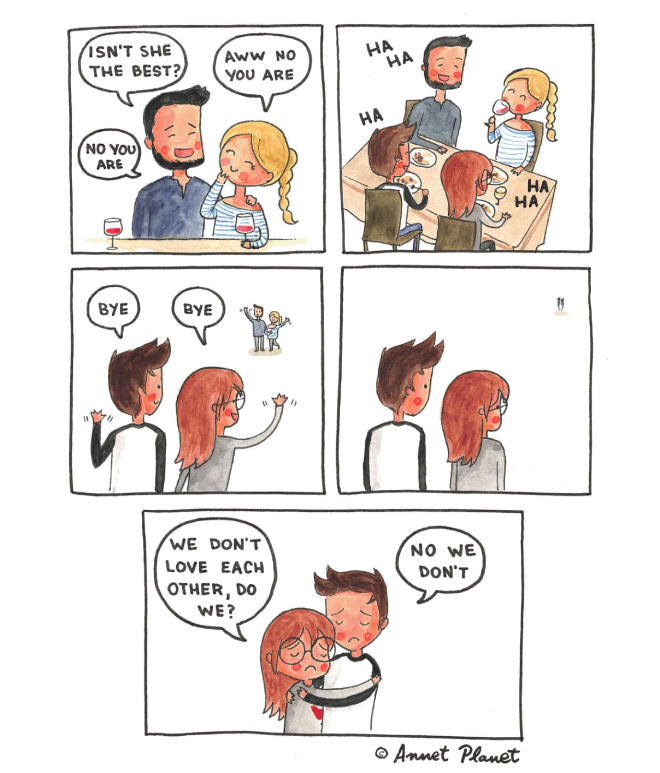 ISN'T SHE
THE BEST?
AWW NO
YOU ARE
NO YOU
ARE
HA
HA
HA
HA
HA
BYE
BYE
WE DON'T
LOVE EACH
OTHER, DO
WE?
NO WE
DON'T
© Annet Planet